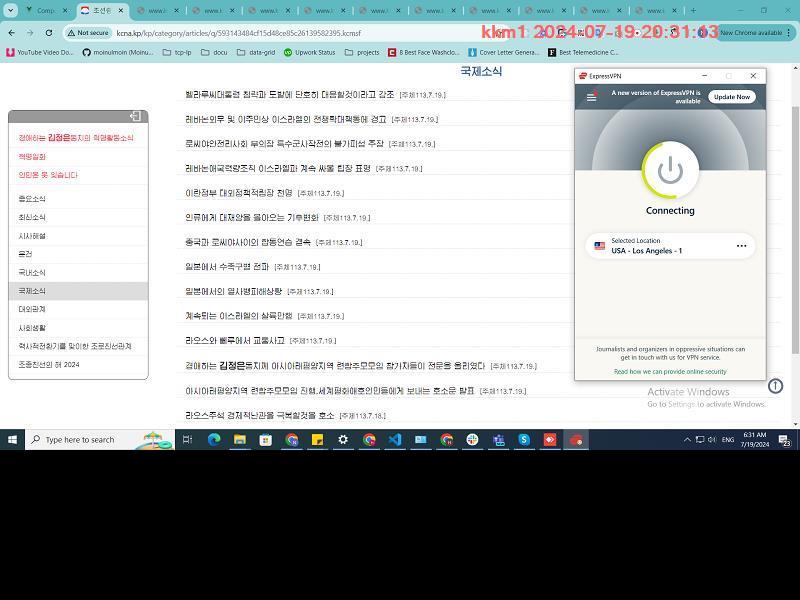 Comp
조선중
www.k
www.k
www.k
www.k
www.k
www.k
www.k
www.k
www.k
www.k
Not secure
kcna.kp/kp/category/articles/q/593143484cf15d48ce85c26139582395.kcmsf
kkm1 2024-07-19-20:31:13
New Chrome available
YouTube Video Do...
moinulmoin (Moinu...
tcp-lp
docu
data-grid
Upwork Status
projects
8 Best Face Washclo...
Cover Letter Genera...
Best Telemedicine C...
국제소식
경애하는 김정은동지의 혁명활동소식
혁명일화
인민은 못 잊습니다
중요소식
최신소식
시사해설
문건
국내소식
국제소식
대외관계
사회생활
력사적전환기를 맞이한 조로친선관계
조중친선의 해 2024
벨라루씨대통령 침략과 도발에 단호히 대응할것이라고 강조 [주체113.7.19.]
레바논의무 및 이주민상 이스라엘의 전쟁확대책동에 경고 [주체113.7.19.]
로씨야안전리사회 부의장 특수군사작전의 불가피성 주장 [주체113.7.19.]
레바논애국력량조직 이스라엘과 계속 싸울 립장 표명 [주체113.7.19.]
이란정부 대외정책적립장 천명 [주체113.7.19.]
인류에게 대재앙을 몰아오는 기후변화 [주체113.7.19.]
중국과 로씨야사이의 합동연습 결속 [주체113.7.19.]
일본에서 수족구병 전파 [주체113.7.19.]
일본에서의 열사병피해상황 [주체113.7.19.]
계속되는 이스라엘의 살륙만행 [주체113.7.19.]
라오스와 뻬루에서 교통사고 [주체113.7.19.]
경애하는 김정은동지께 아시아태평양지역 련합추모모임 참가자들이 전문을 올리였다 [주체113.7.19.]
아시아태평양지역 련합추모모임 진행,세계평화애호인민들에게 보내는 호소문 발표 [주체113.7.19.]
라오스주석 경제적난관을 극복할것을 호소 [주체113.7.18.]
ExpressVPN
A new version of ExpressVPN is
available
Update Now
Connecting
Selected Location
USA - Los Angeles - 1
Journalists and organizers in oppressive situations can
get in touch with us for VPN service.
Read how we can provide online security
Activate Windows
Go to Settings to activate Windows.
Type here to search
ENG
6:31 AM
7/19/2024
23